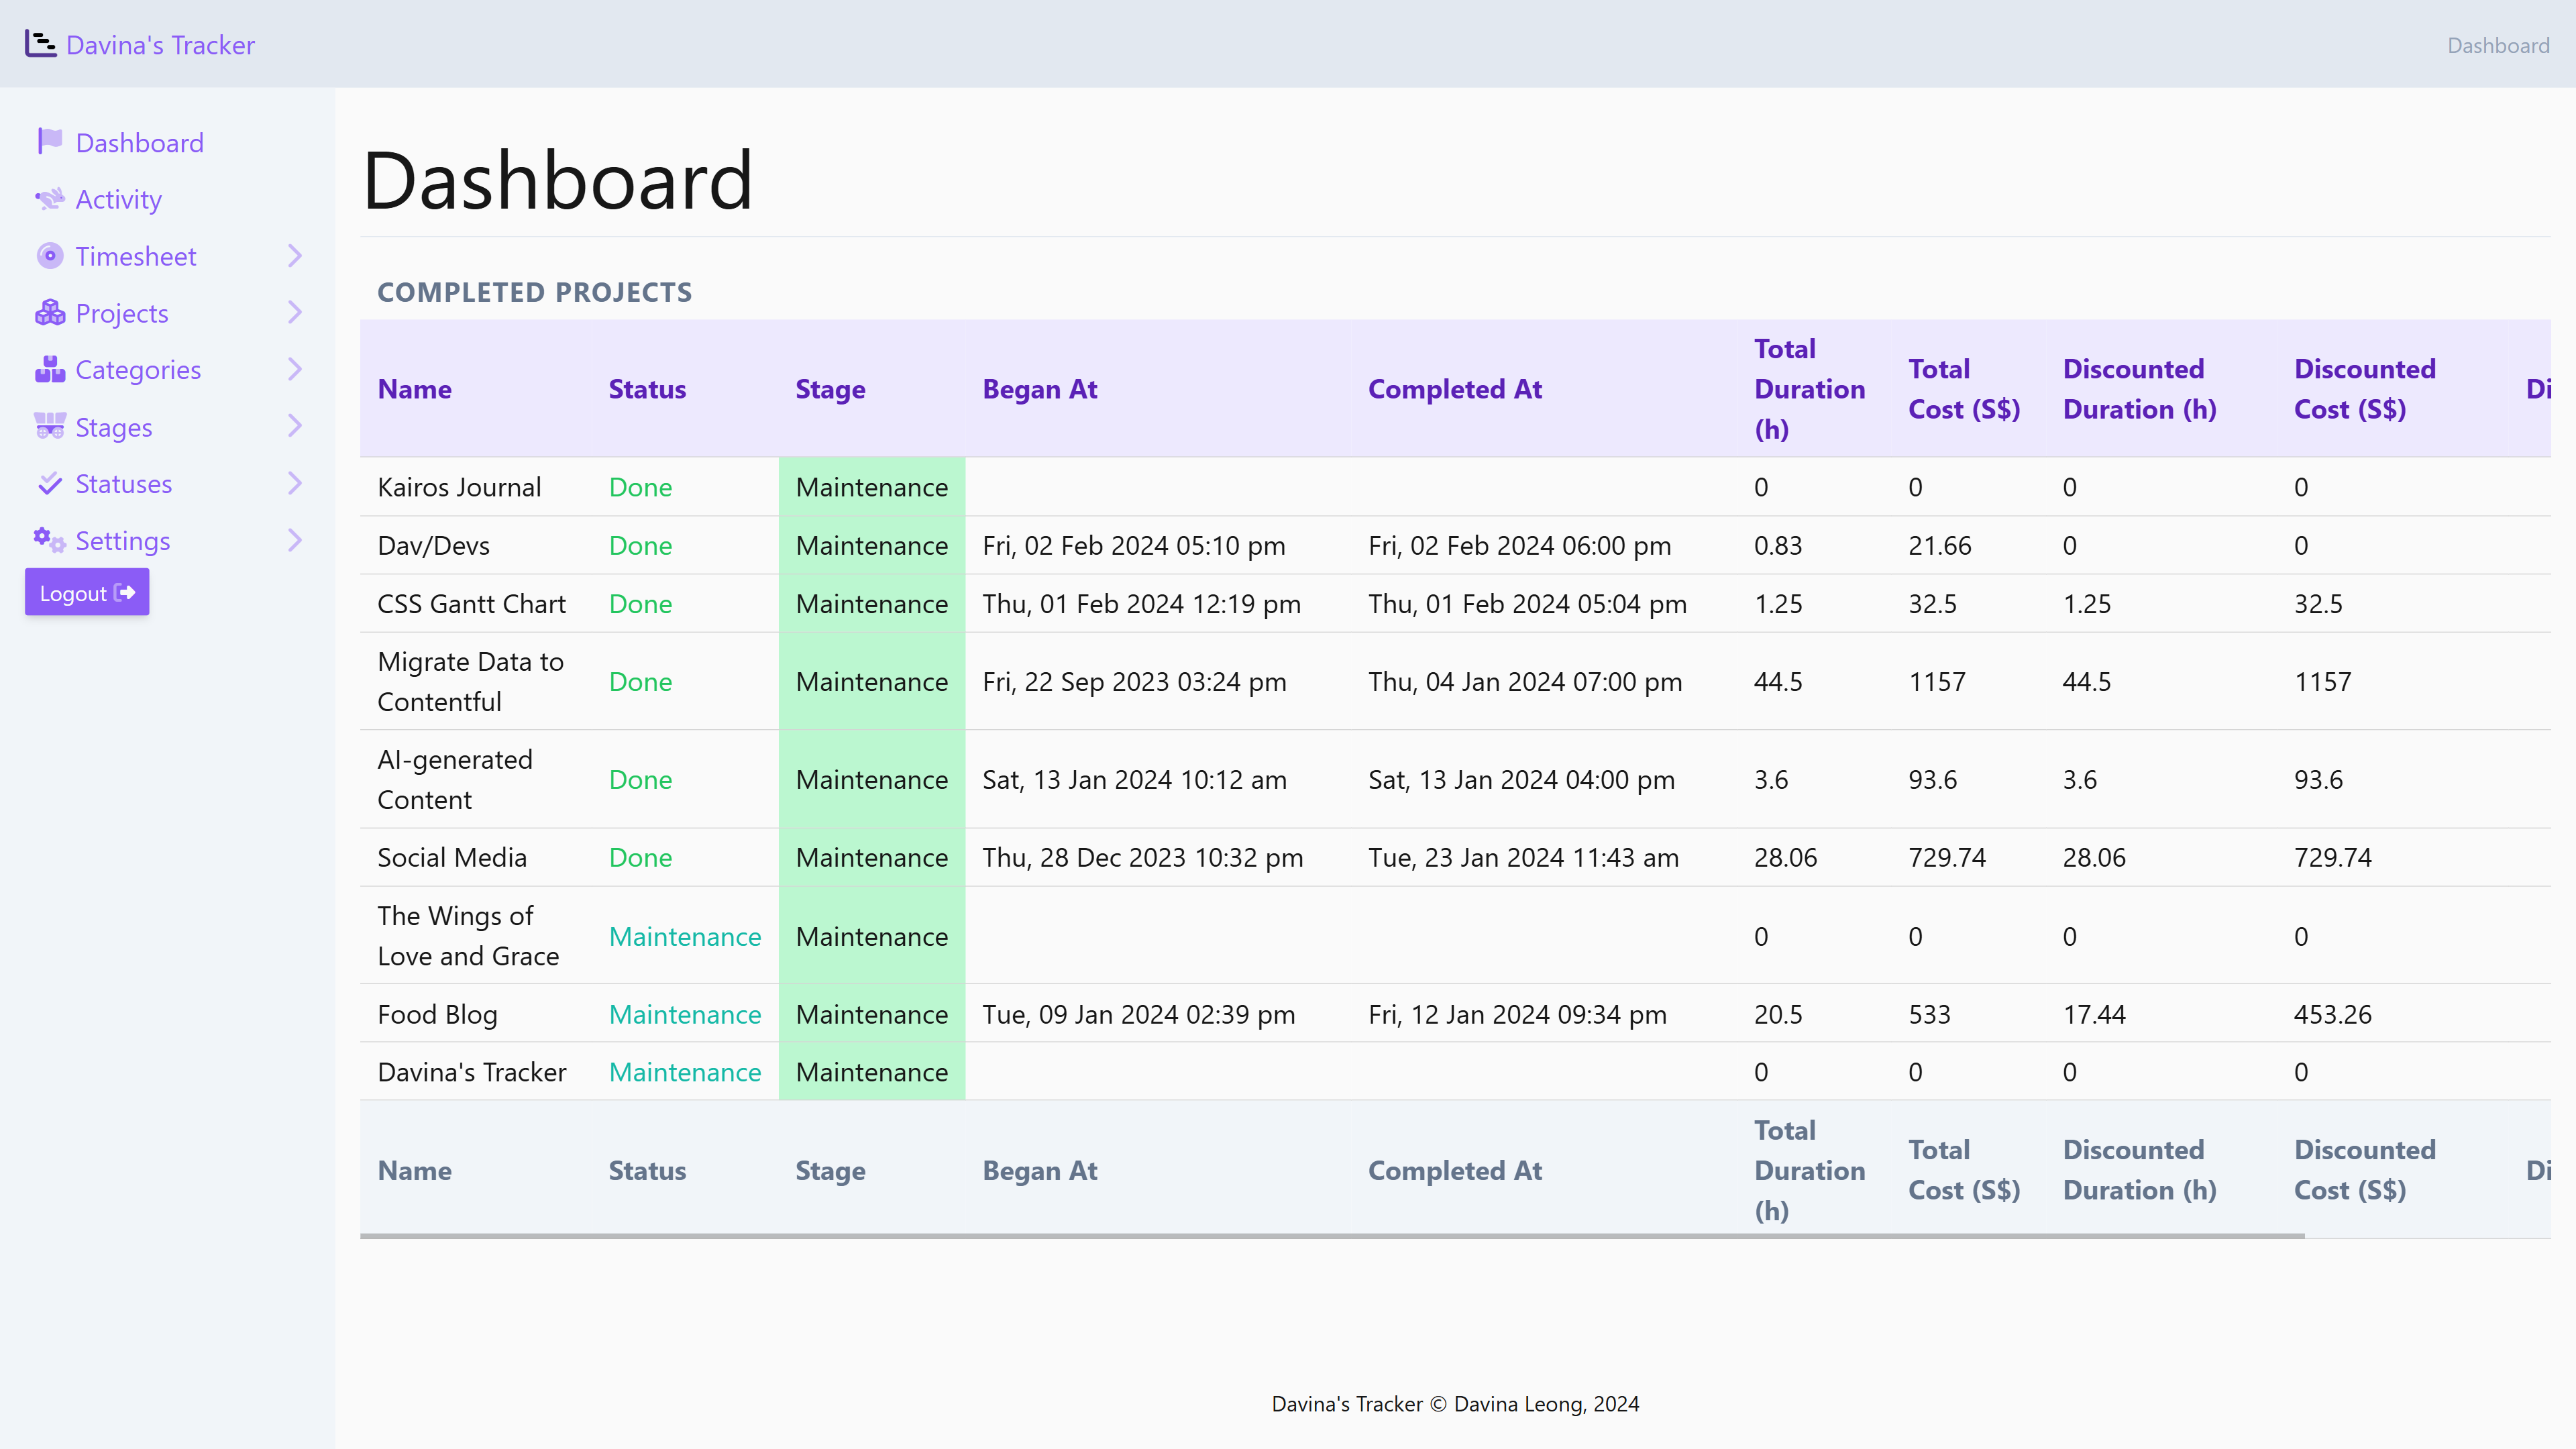 Davina's Tracker
Dashboard
Dashboard
Activity
Timesheet
Projects
Categories
Stages
Statuses
Settings
Logout
Dashboard
COMPLETED PROJECTS
Name Status Stage Began At Completed At Total Duration (h) Total Cost (S$) Discounted Duration (h) Discounted Cost (S$) Di
Kairos Journal Done Maintenance 0 0 0 0
Dav/Devs Done Maintenance Fri, 02 Feb 2024 05:10 pm Fri, 02 Feb 2024 06:00 pm 0.83 21.66 0 0
CSS Gantt Chart Done Maintenance Thu, 01 Feb 2024 12:19 pm Thu, 01 Feb 2024 05:04 pm 1.25 32.5 1.25 32.5
Migrate Data to Contentful Done Maintenance Fri, 22 Sep 2023 03:24 pm Thu, 04 Jan 2024 07:00 pm 44.5 1157 44.5 1157
AI-generated Content Done Maintenance Sat, 13 Jan 2024 10:12 am Sat, 13 Jan 2024 04:00 pm 3.6 93.6 3.6 93.6
Social Media Done Maintenance Thu, 28 Dec 2023 10:32 pm Tue, 23 Jan 2024 11:43 am 28.06 729.74 28.06 729.74
The Wings of Love and Grace Maintenance Maintenance 0 0 0 0
Food Blog Maintenance Maintenance Tue, 09 Jan 2024 02:39 pm Fri, 12 Jan 2024 09:34 pm 20.5 533 17.44 453.26
Davina's Tracker Maintenance Maintenance 0 0 0 0
Name Status Stage Began At Completed At Total Duration (h) Total Cost (S$) Discounted Duration (h) Discounted Cost (S$) Di
Davina's Tracker © Davina Leong, 2024